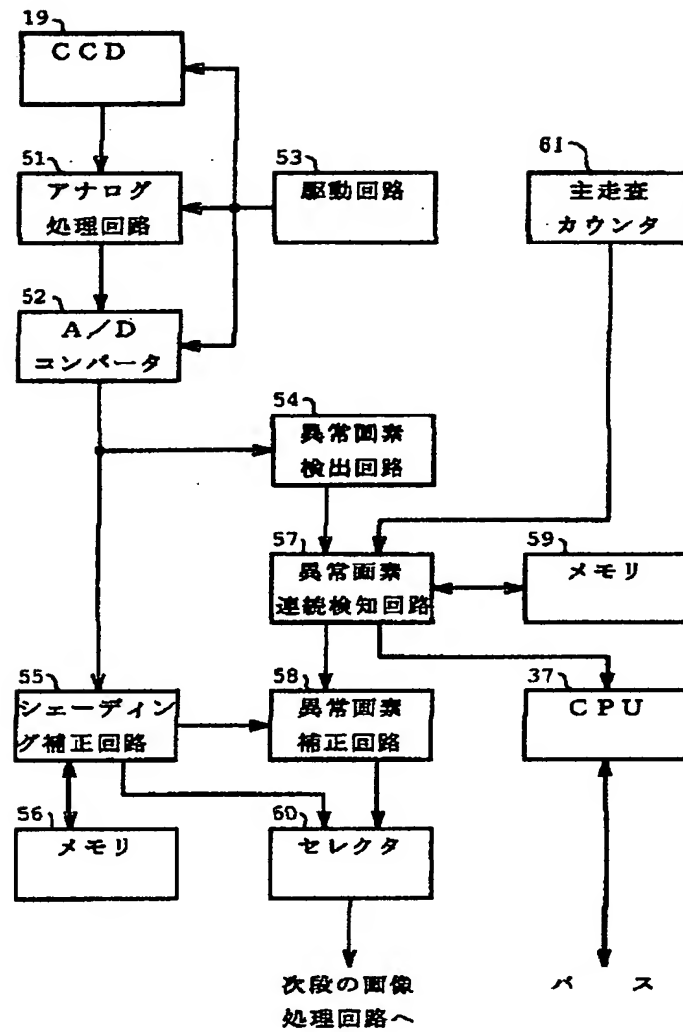 19
CCD
51
アナログ
処理回路
53
駆動回路
61
主走査
カウンタ
52
A/D
コンバータ
54
異常画素
検出回路
57
異常画素
連続検知回路
59
メモリ
55
シェーディン
グ補正回路
58
異常画素
補正回路
37
CPU
56
メモリ
60
セレクタ
次段の画像
処理回路へ
バス